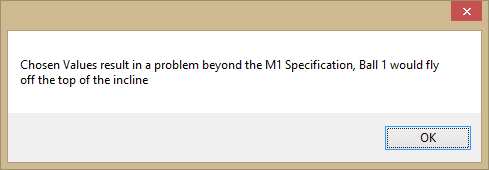 Chosen Values result in a problem beyond the M1 Specification, Ball 1 would fly
off the top of the incline
OK